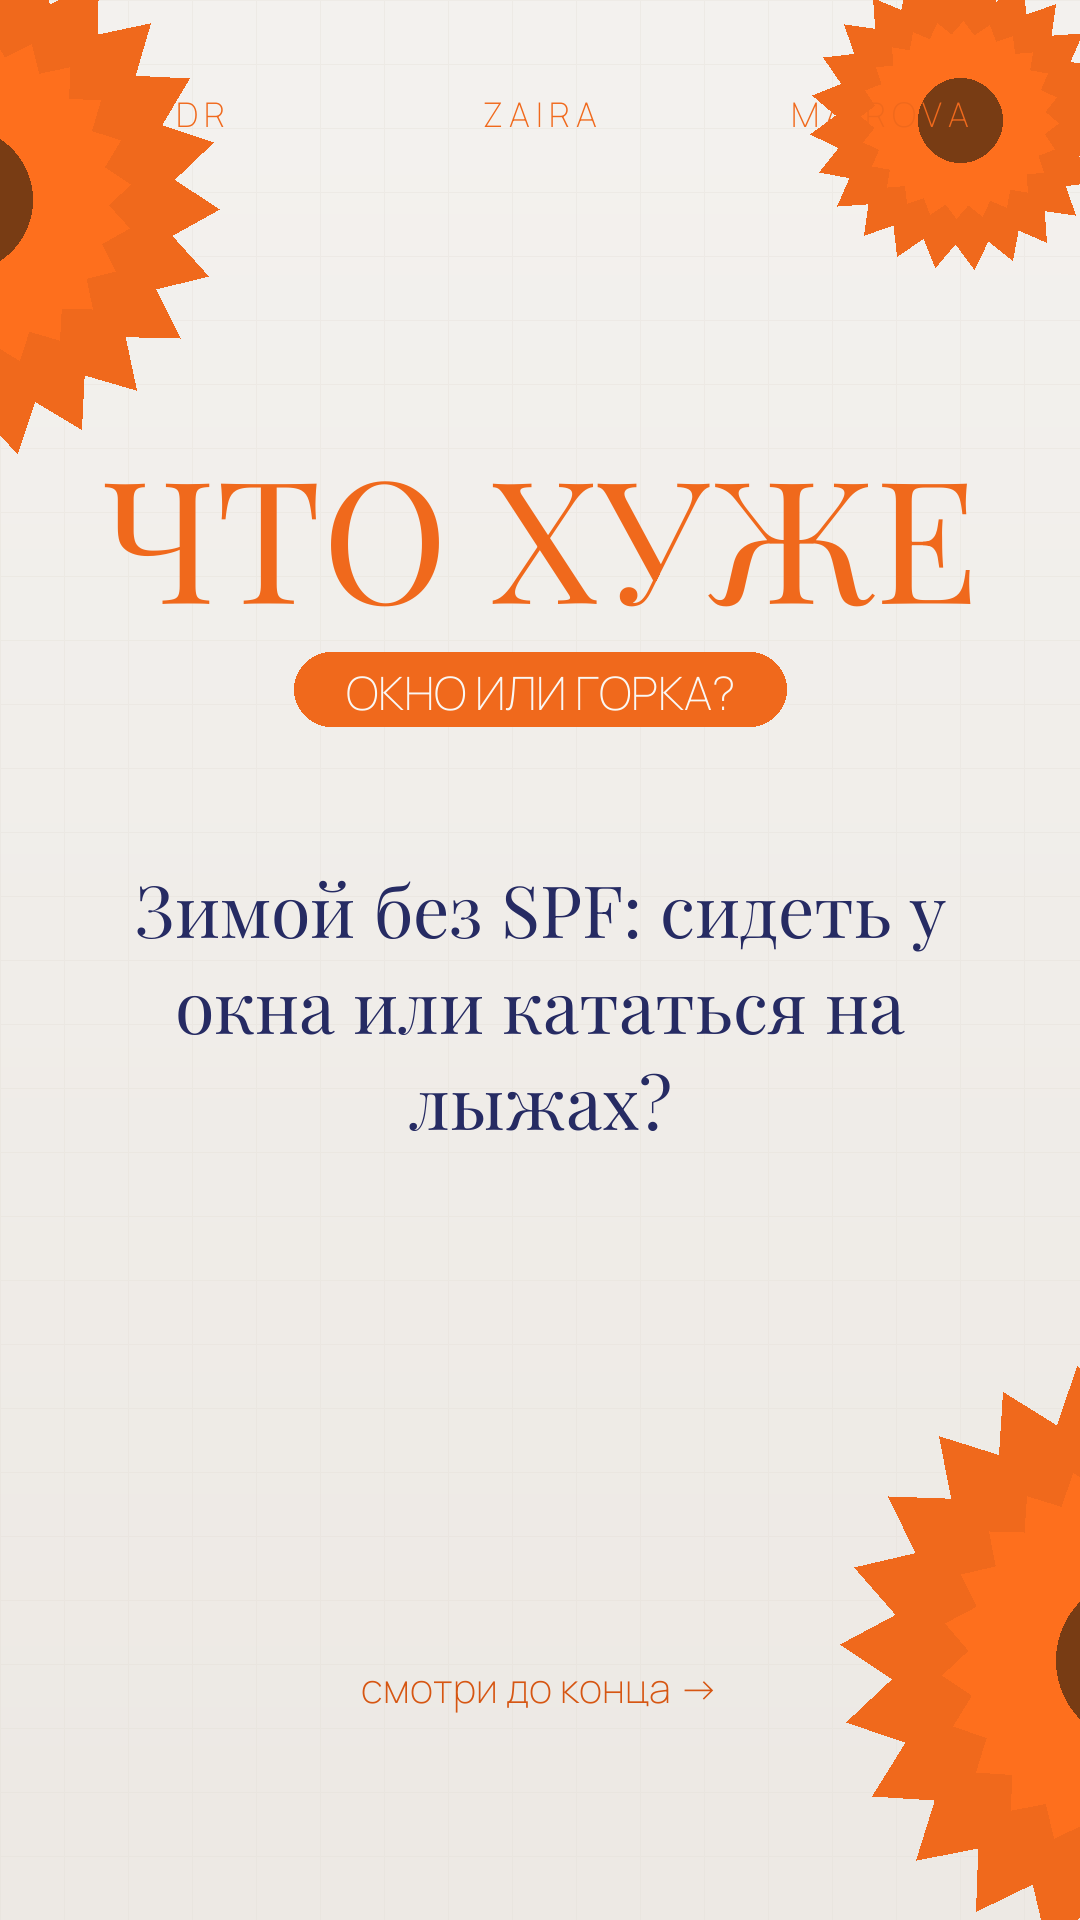 DR ZAIRA
ЧТО ХУЖЕ
ОКНО ИЛИ ГОРКА?
Зимой без SPF: сидеть у
окна или кататься на
лыжах?
смотри до конца →